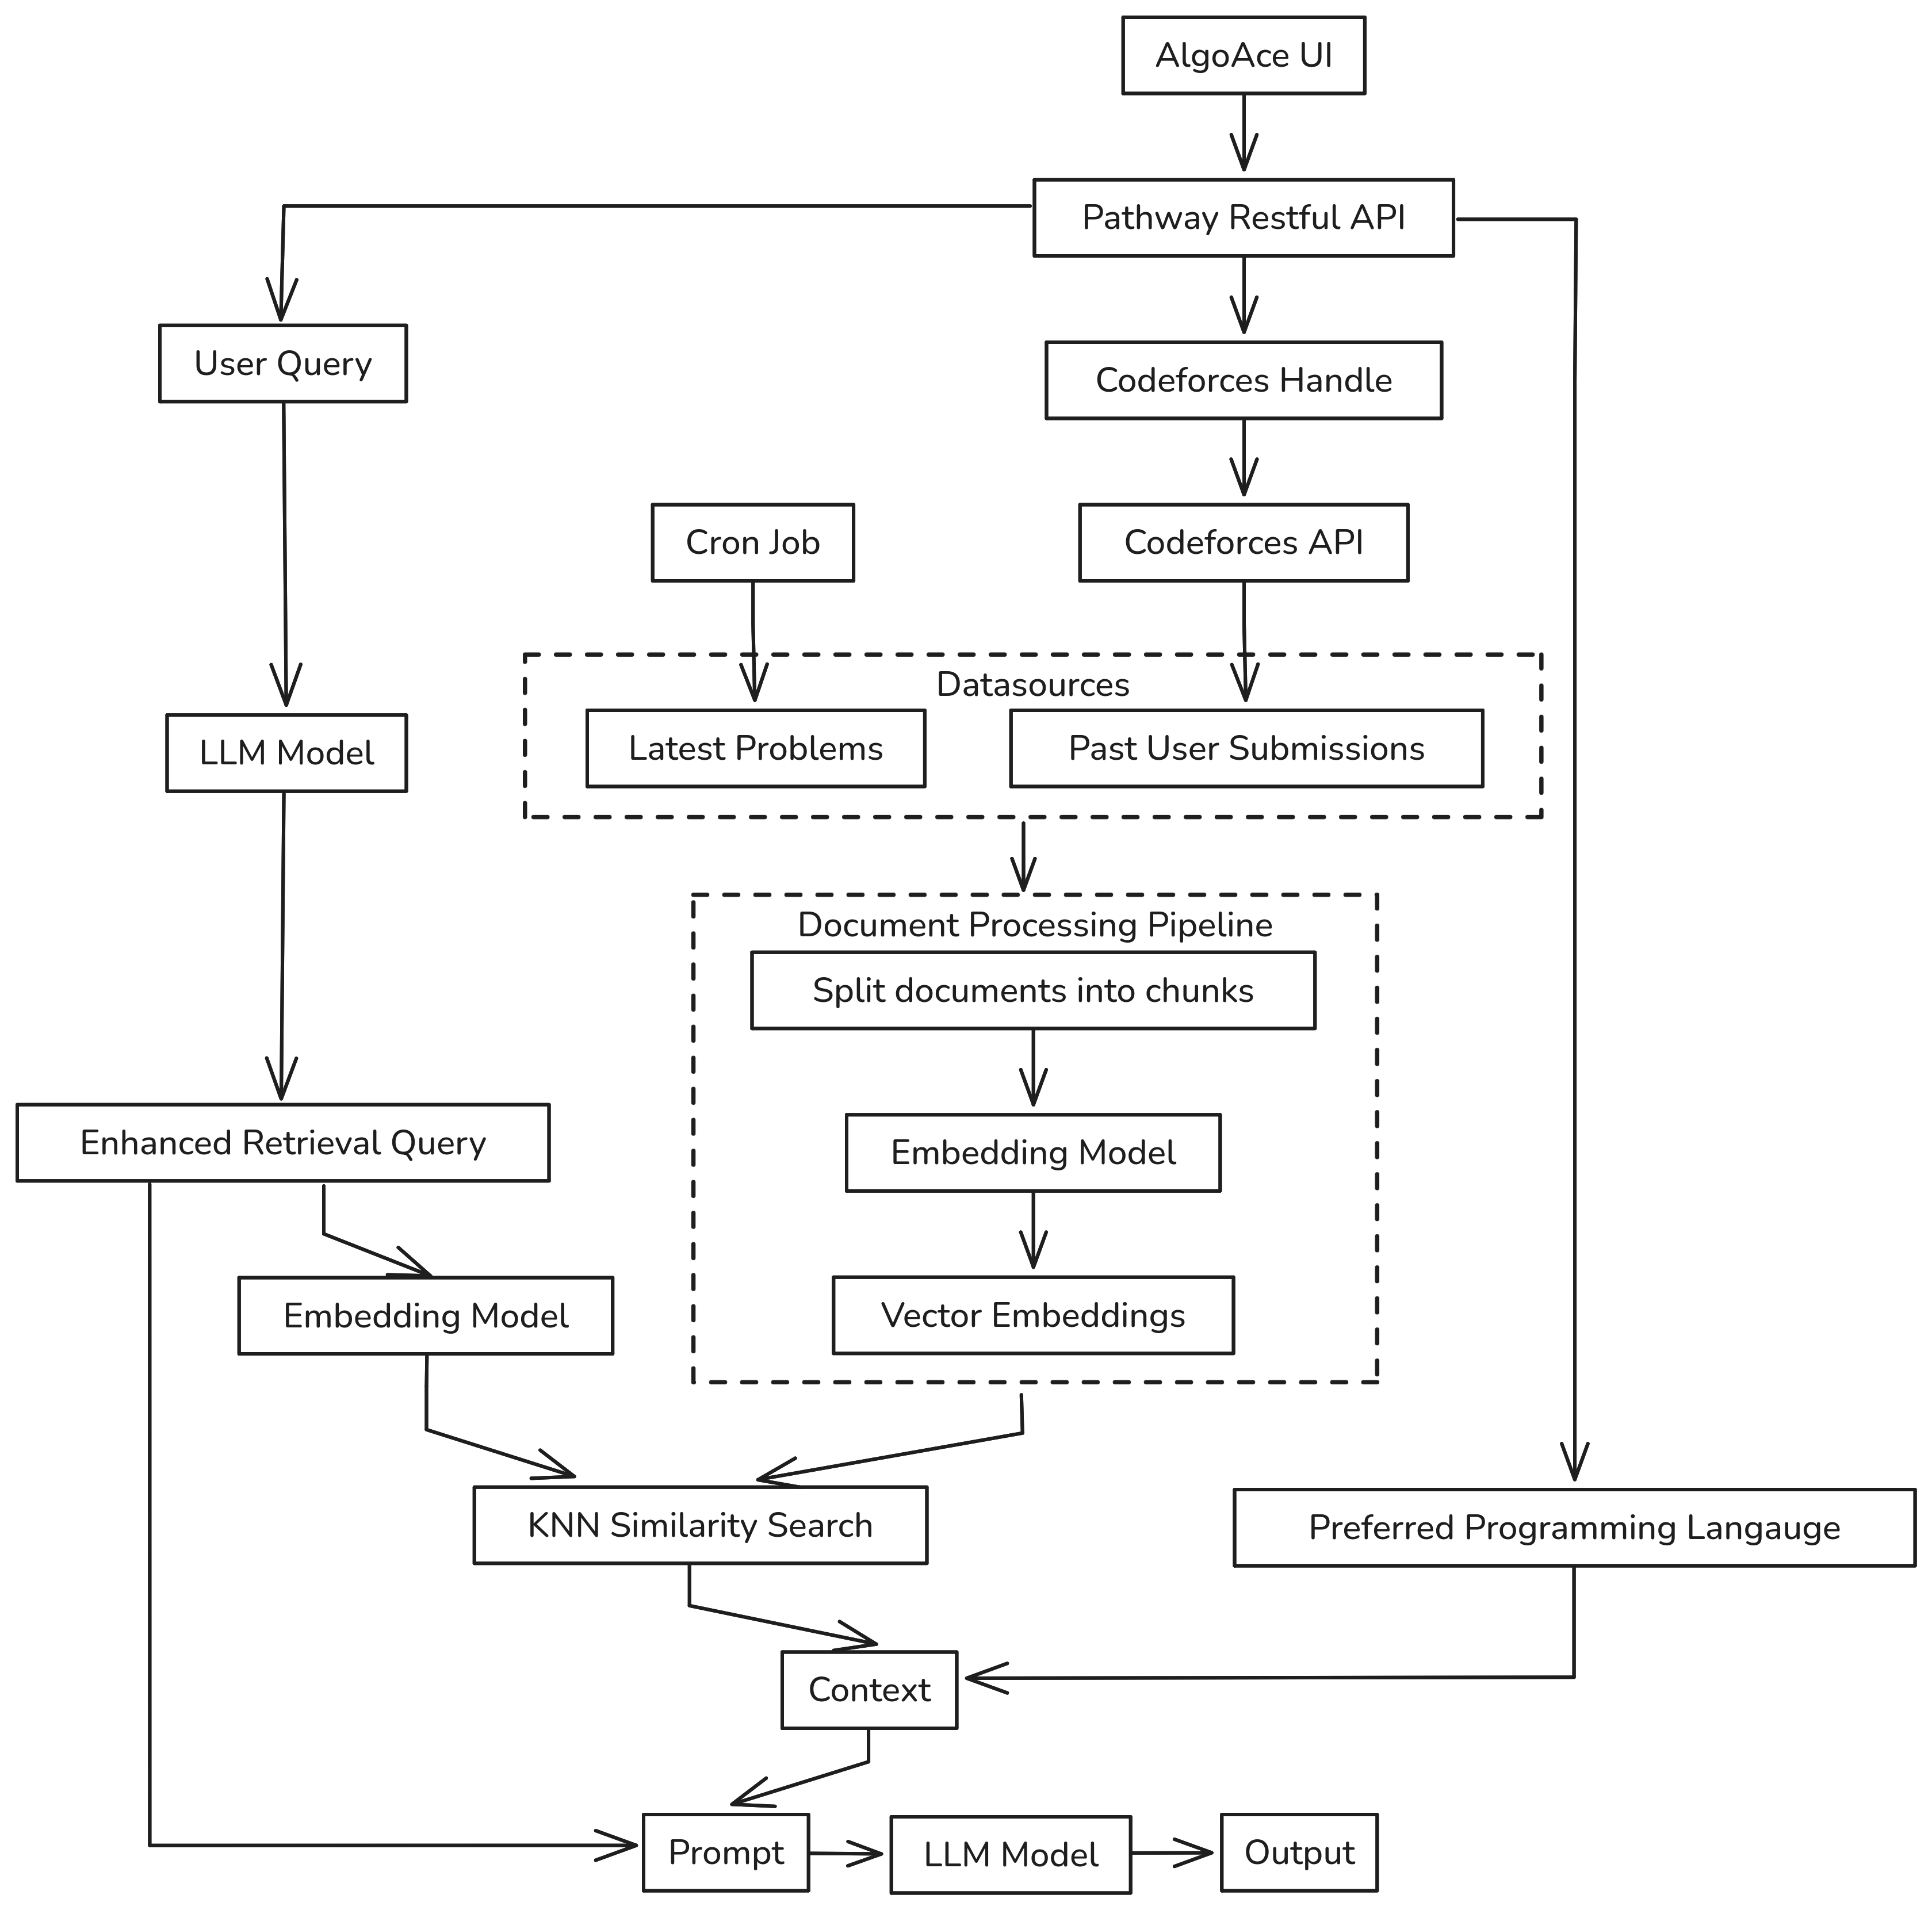 AlgoAce UI
Pathway Restful API
User Query
Codeforces Handle
Cron Job
Codeforces API
Datasources
LLM Model
Latest Problems
Past User Submissions
Document Processing Pipeline
Split documents into chunks
Enhanced Retrieval Query
Embedding Model
Embedding Model
Vector Embeddings
KNN Similarity Search
Preferred Programming Langauge
Context
Prompt
LLM Model
Output